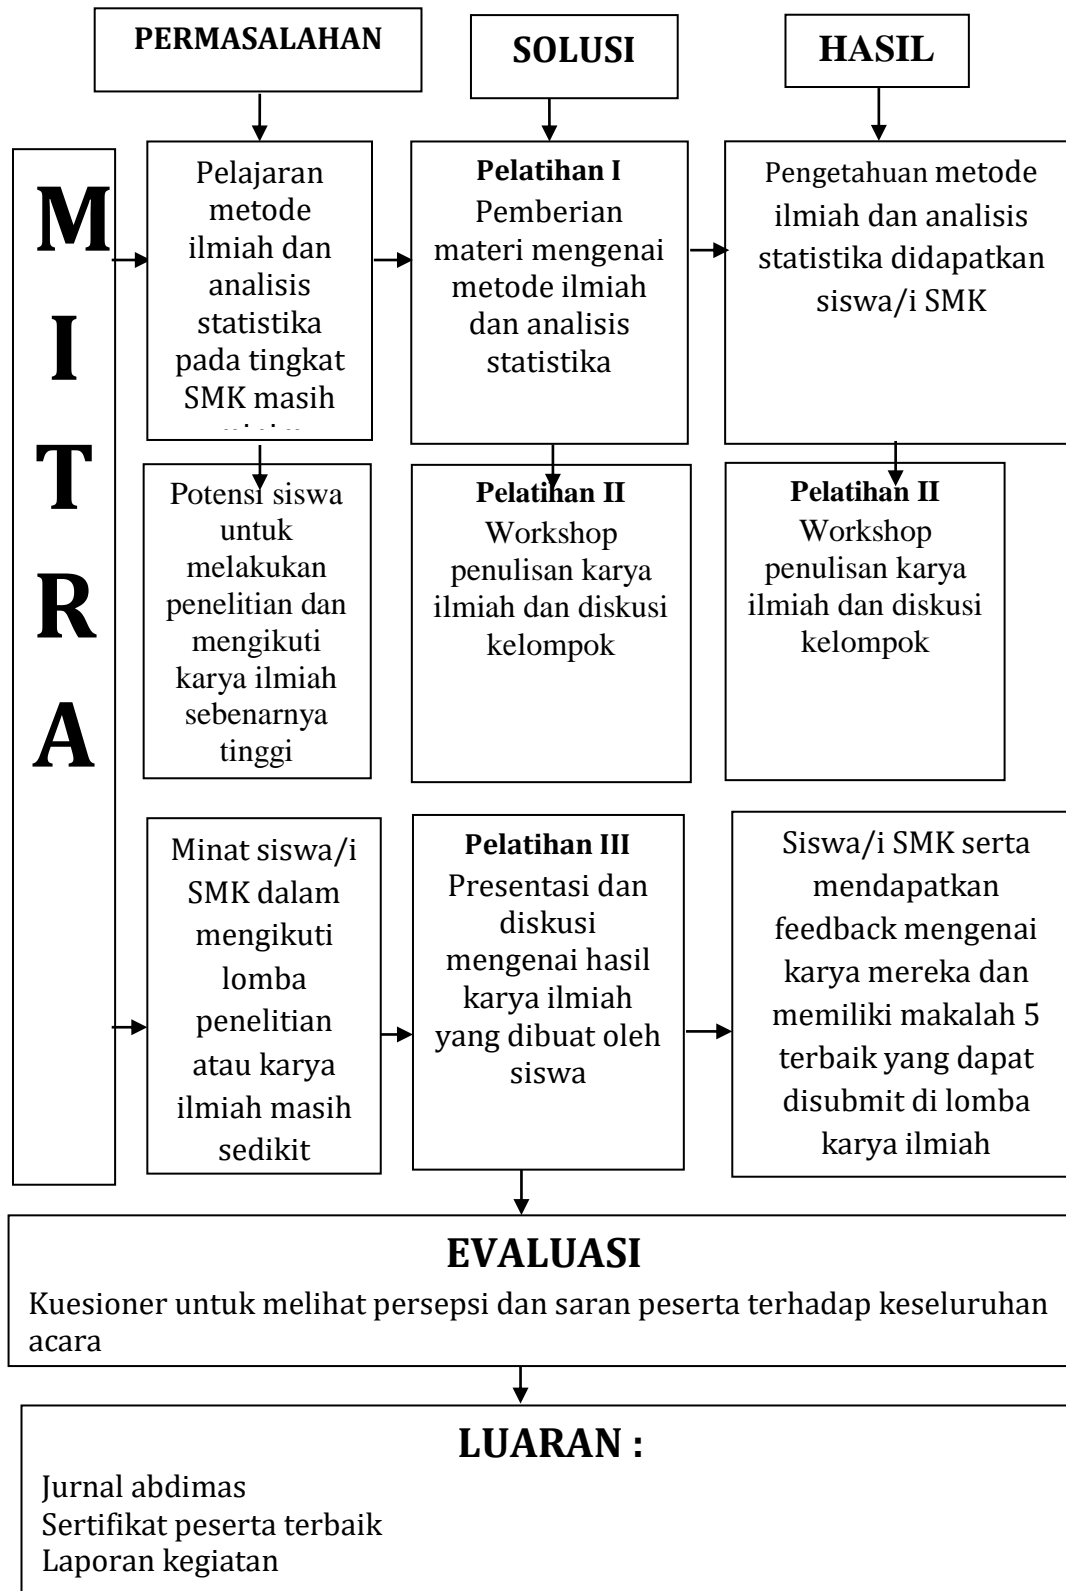 PERMASALAHAN
SOLUSI
HASIL
M
I
T
R
A
Pelajaran
metode
ilmiah dan
analisis
statistika
pada tingkat
SMK masih
Pelatihan I
Pemberian
materi mengenai
metode ilmiah
dan analisis
statistika
Pengetahuan metode
ilmiah dan analisis
statistika didapatkan
siswa/i SMK
Potensi siswa
untuk
melakukan
penelitian dan
mengikuti
karya ilmiah
sebenarnya
tinggi
Pelatihan II
Workshop
penulisan karya
ilmiah dan diskusi
kelompok
Pelatihan II
Workshop
penulisan karya
ilmiah dan diskusi
kelompok
Minat siswa/i
SMK dalam
mengikuti
lomba
penelitian
atau karya
ilmiah masih
sedikit
Pelatihan III
Presentasi dan
diskusi
mengenai hasil
karya ilmiah
yang dibuat oleh
siswa
Siswa/i SMK serta
mendapatkan
feedback mengenai
karya mereka dan
memiliki makalah 5
terbaik yang dapat
disubmit di lomba
karya ilmiah
EVALUASI
Kuesioner untuk melihat persepsi dan saran peserta terhadap keseluruhan
acara
LUARAN :
Jurnal abdimas
Sertifikat peserta terbaik
Laporan kegiatan